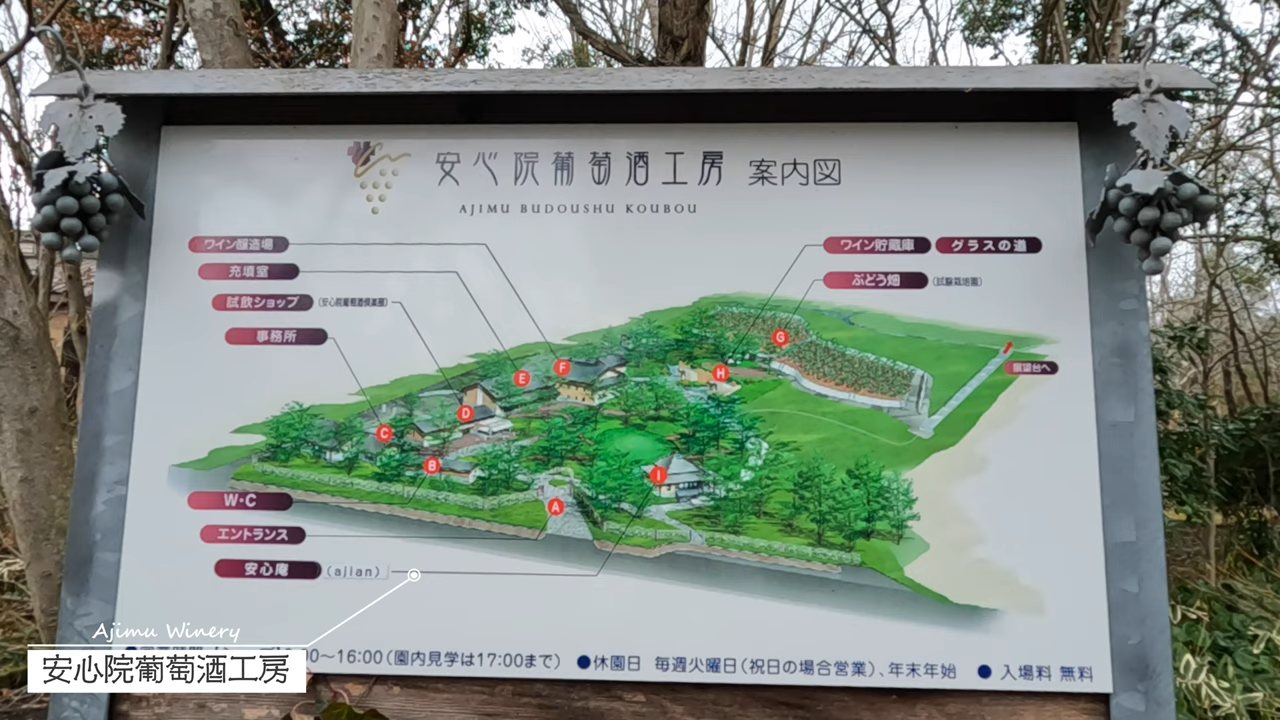 安心院葡萄酒工房 案内図
AJIMU BUDOUSHU KOUBOU
ワイン醸造場
充填室
試飲ショップ (安心院葡萄酒倶楽部)
事務所
ワイン貯蔵庫 グラスの道
ぶどう畑 (試験栽培園)
展望台へ
G
F
H
E
D
C
B
I
A
W・C
エントランス
安心庵 (ajian)
Ajimu Winery
安心院葡萄酒工房
00〜16:00(園内見学は17:00まで) ●休園日 毎週火曜日(祝日の場合営業)、年末年始 ●入場料 無料